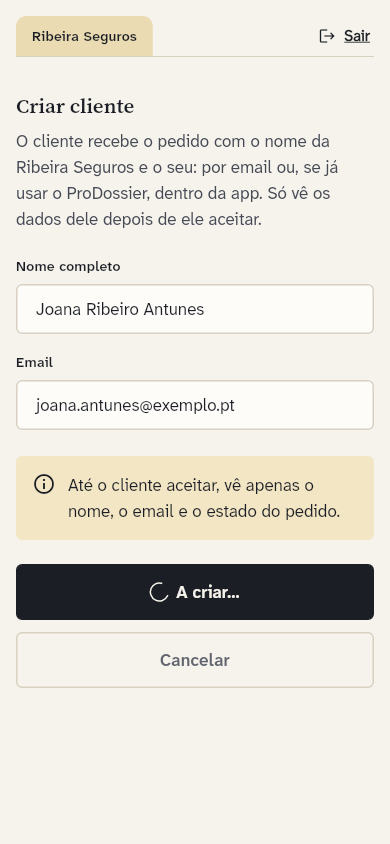 Ribeira Seguros
Sair
Criar cliente
O cliente recebe o pedido com o nome da
Ribeira Seguros e o seu: por email ou, se já
usar o ProDossier, dentro da app. Só vê os
dados dele depois de ele aceitar.
Nome completo
Joana Ribeiro Antunes
Email
joana.antunes@exemplo.pt
Até o cliente aceitar, vê apenas o
nome, o email e o estado do pedido.
A criar...
Cancelar